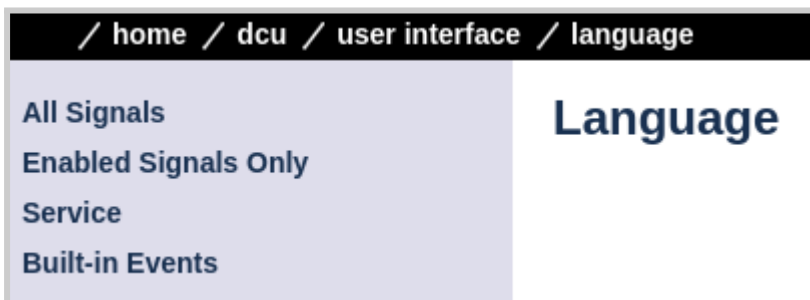 / home / dcu / user interface / language
Language
All Signals
Enabled Signals Only
Service
Built-in Events